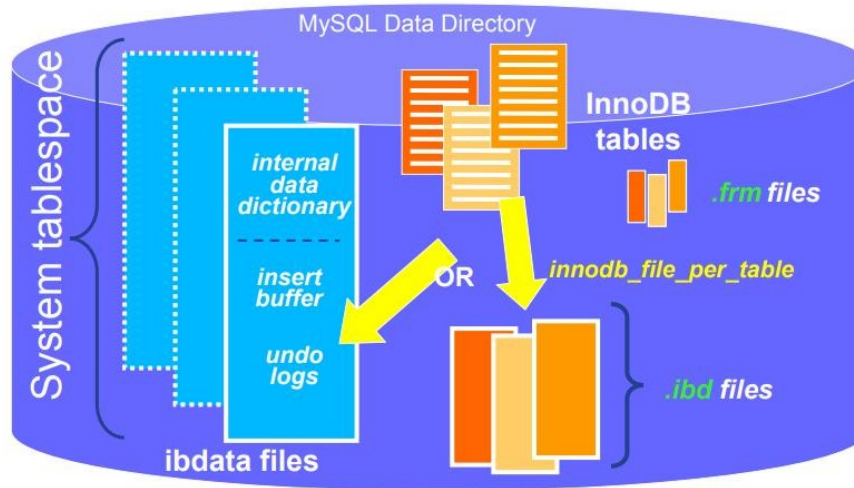 MySQL Data Directory
System tablespace
internal
data
dictionary
insert
buffer
undo
logs
ibdata files
InnoDB
tables
.frm files
OR
innodb_file_per_table
.ibd files